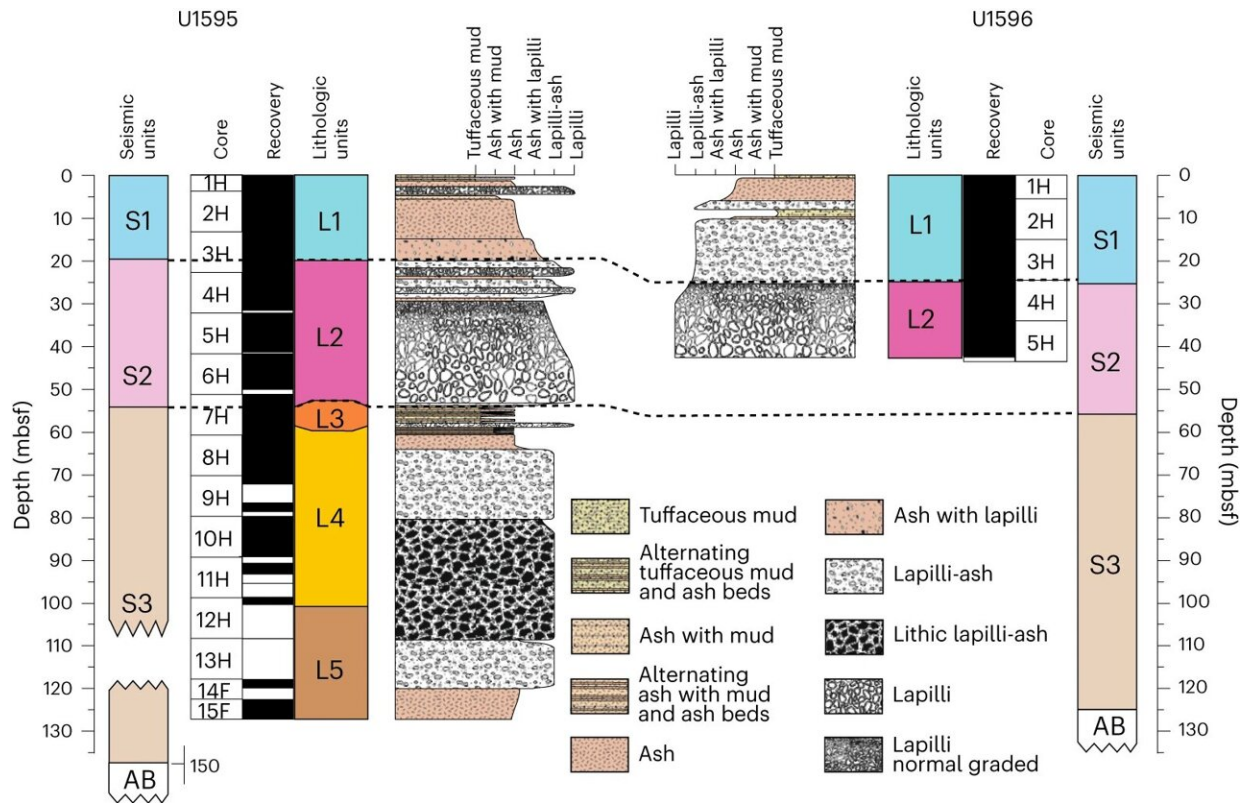 U1595
U1596
Seismic
units
Core
Recovery
Lithologic
units
Tuffaceous mud
Ash with mud
Ash
Ash with lapilli
Lapilli-ash
Lapilli
Lapilli
Lapilli-ash
Ash with lapilli
Ash
Ash with mud
Tuffaceous mud
Lithologic
units
Recovery
Core
Seismic
units
Depth (mbsf)
0
10
20
30
40
50
60
70
80
90
100
110
120
130
150
S1
S2
S3
AB
1H
2H
3H
4H
5H
6H
7H
8H
9H
10H
11H
12H
13H
14F
15F
L1
L2
L3
L4
L5
L1
L2
1H
2H
3H
4H
5H
S1
S2
S3
AB
0
10
20
30
40
50
60
70
80
90
100
110
120
130
Depth (mbsf)
Tuffaceous mud
Alternating
tuffaceous mud
and ash beds
Ash with mud
Alternating
ash with mud
and ash beds
Ash
Ash with lapilli
Lapilli-ash
Lithic lapilli-ash
Lapilli
Lapilli
normal graded